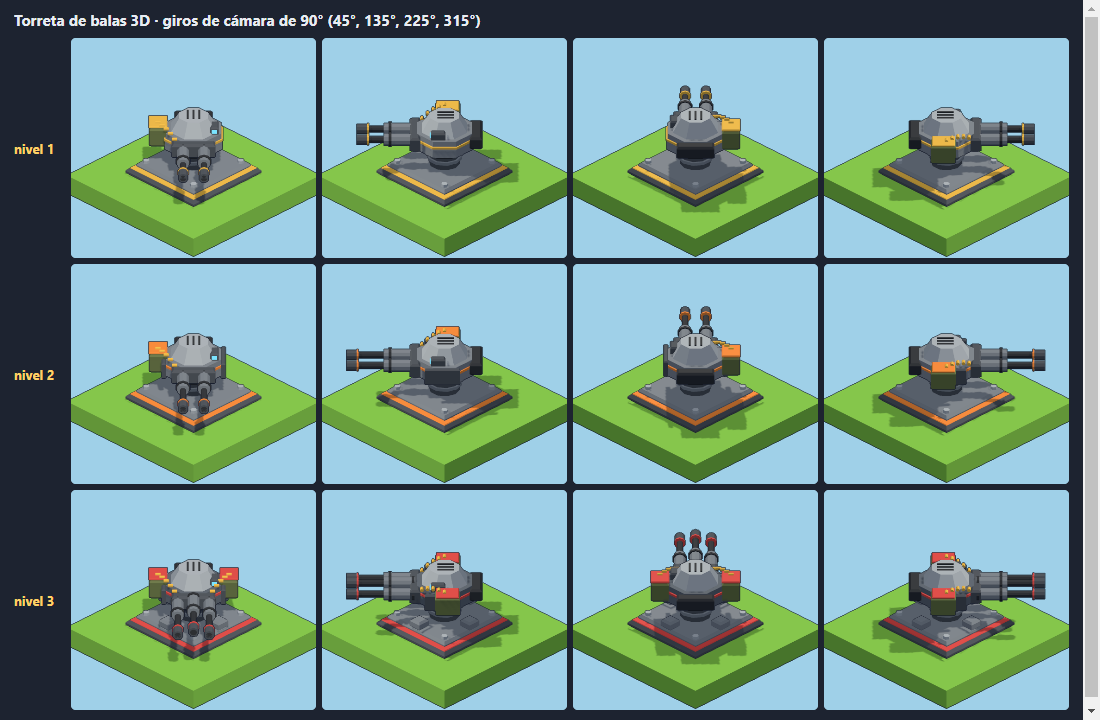 Torreta de balas 3D · giros de cámara de 90° (45°, 135°, 225°, 315°)
nivel 1
nivel 2
nivel 3